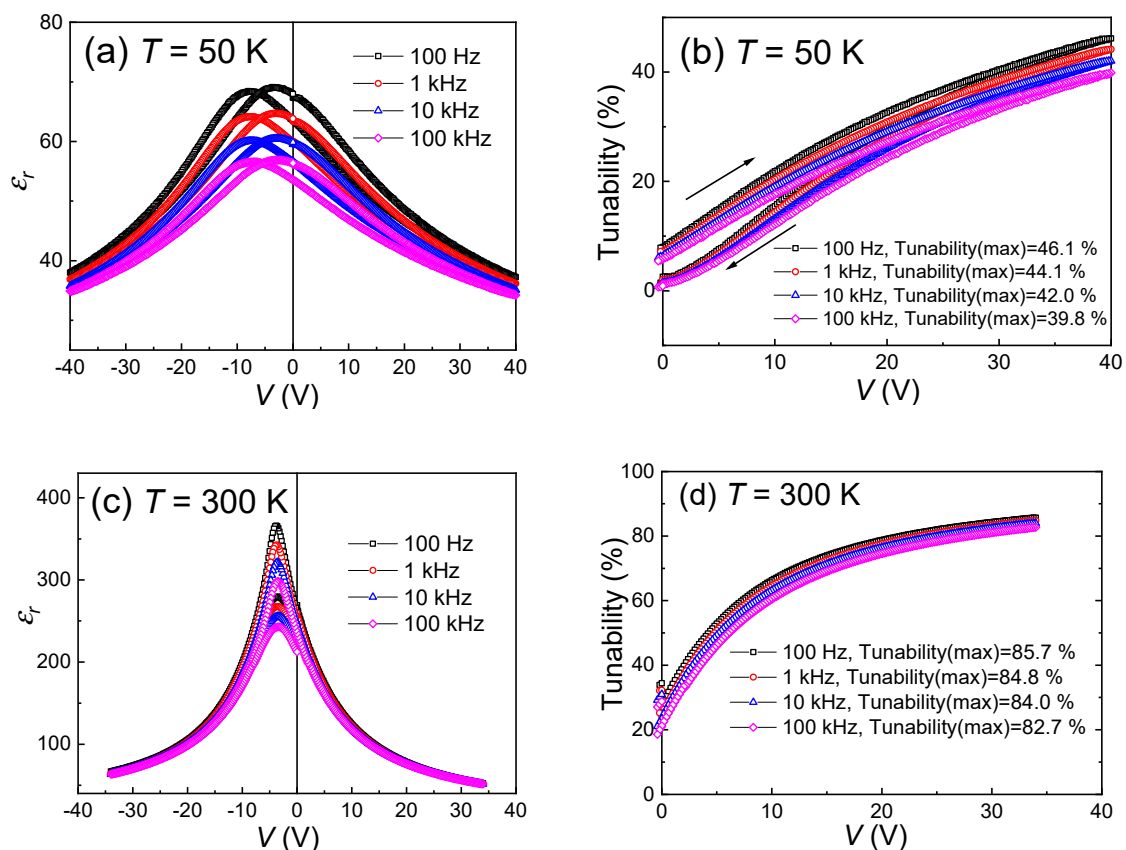 (a) T = 50 K
100 Hz
1 kHz
10 kHz
100 kHz
80
60
40
εr
-40 -30 -20 -10 0 10 20 30 40
V (V)
(b) T = 50 K
40
20
0
Tunability (%)
100 Hz, Tunability(max)=46.1 %
1 kHz, Tunability(max)=44.1 %
10 kHz, Tunability(max)=42.0 %
100 kHz, Tunability(max)=39.8 %
0 10 20 30 40
V (V)
(c) T = 300 K
100 Hz
1 kHz
10 kHz
100 kHz
400
300
200
100
εr
-40 -30 -20 -10 0 10 20 30 40
V (V)
(d) T = 300 K
100
80
60
40
20
0
Tunability (%)
100 Hz, Tunability(max)=85.7 %
1 kHz, Tunability(max)=84.8 %
10 kHz, Tunability(max)=84.0 %
100 kHz, Tunability(max)=82.7 %
0 10 20 30 40
V (V)